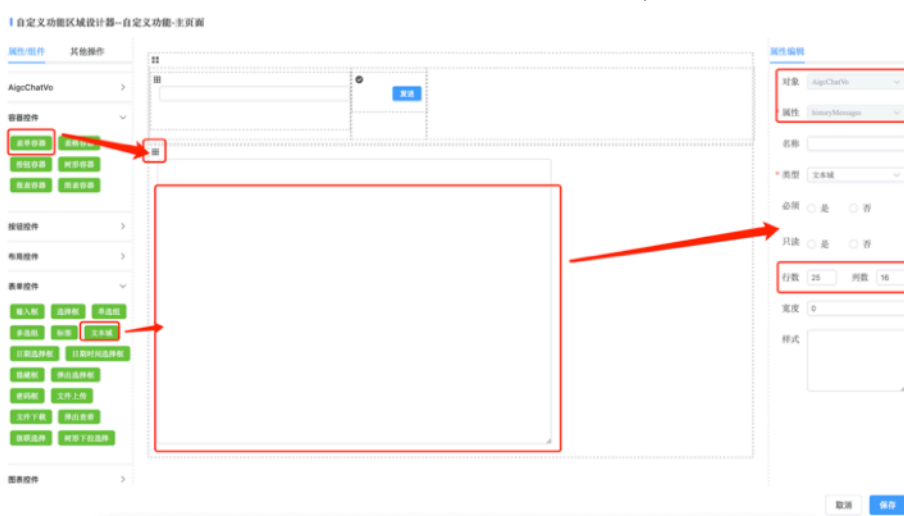 自定义功能区域设计器--自定义功能-主页面
属性/组件 其他操作
AigcChatVo
容器控件
表单容器 表格容器
按钮容器 树形容器
报表容器 图表容器
按钮控件
布局控件
表单控件
输入框 选择框 单选组
多选组 标签 文本域
日期选择框 日期时间选择框
隐藏框 弹出选择框
密码框 文件上传
文件下载 弹出表单
级联选择 树形下拉选择
图表控件
发送
属性编辑
对象 AigcChatVo
* 属性 historyMessages
名称
* 类型 文本域
必须 是 否
只读 是 否
行数 25 列数 16
宽度 0
样式
取消 保存